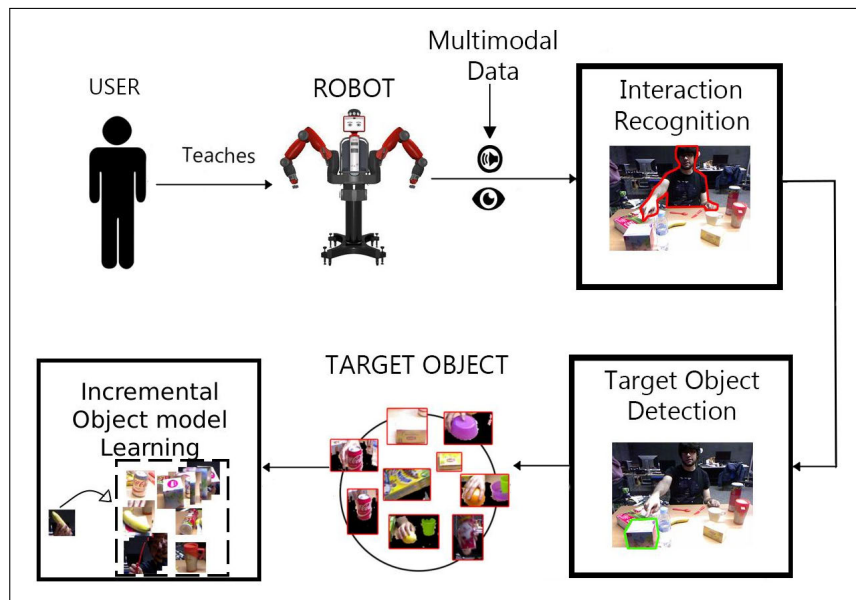 USER
Teaches
ROBOT
Multimodal
Data
Interaction
Recognition
Target Object
Detection
TARGET OBJECT
Incremental
Object model
Learning